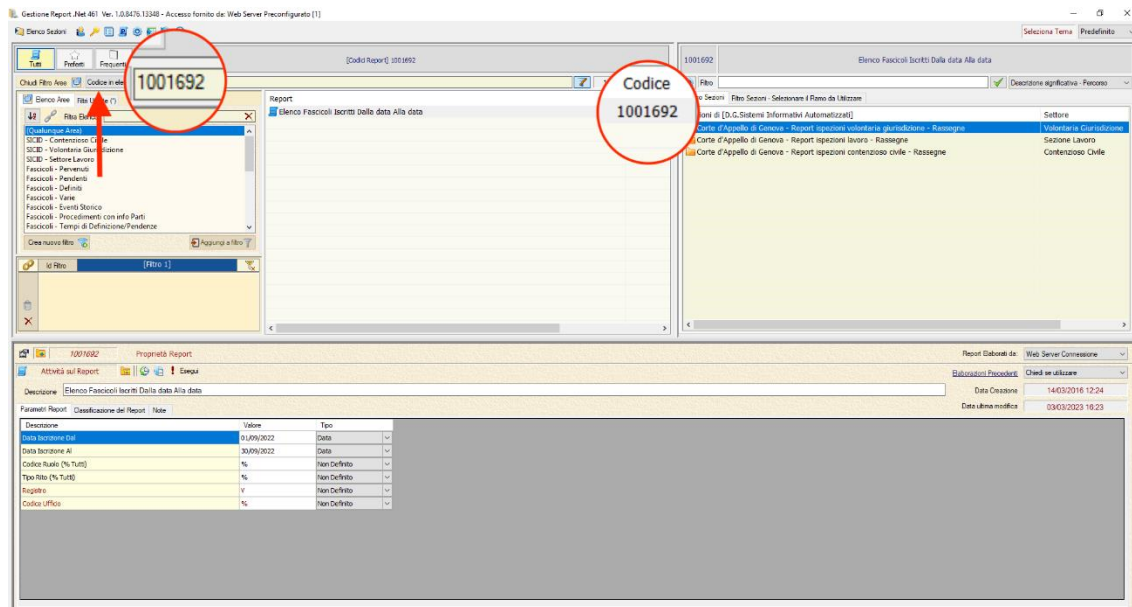 Gestione Report .Net 461 Ver. 1.0.8476.13348 - Accesso fornito da: Web Server Preconfigurato [1]
Elenco Sezioni
Seleziona Tema Predefinito
Tutti Preferiti Frequenti
[Codici Report] 1001692
1001692 Elenco Fascicoli Iscritti Dalla data Alla data
Chiudi Filtro Aree Codice in ele
1001692
Codice
1001692
Filtro
Descrizione significativa - Percorso
Elenco Aree Filtri U te (*)
Filtra Elenco
Report
Elenco Fascicoli Iscritti Dalla data Alla data
o Sezioni Filtro Sezioni - Selezionare il Ramo da Utilizzare
oni di [D.G.Sistemi Informativi Automatizzati] Settore
Corte d'Appello di Genova - Report ispezioni volontaria giurisdizione - Rassegne Volontaria Giurisdizione
Corte d'Appello di Genova - Report ispezioni lavoro - Rassegne Sezione Lavoro
Corte d'Appello di Genova - Report ispezioni contenzioso civile - Rassegne Contenzioso Civile
(Qualunque Area)
SICID - Contenzioso Civile
SICID - Volontaria Giurisdizione
SICID - Settore Lavoro
Fascicoli - Pervenuti
Fascicoli - Pendenti
Fascicoli - Definiti
Fascicoli - Varie
Fascicoli - Eventi Storico
Fascicoli - Procedimenti con info Parti
Fascicoli - Tempi di Definizione/Pendenze
Crea nuovo filtro Aggiungi a filtro
Id Filtro [Filtro 1]
1001692 Proprietà Report
Report Elaborati da: Web Server Connessione
Attività sul Report Esegui
Elaborazioni Precedenti Chiedi se utilizzare
Descrizione Elenco Fascicoli Iscritti Dalla data Alla data
Data Creazione 14/03/2016 12:24
Parametri Report Classificazione del Report Note
Data ultima modifica 03/03/2023 16:23
Descrizione Valore Tipo
Data Iscrizione Dal 01/09/2022 Data
Data Iscrizione Al 30/09/2022 Data
Codice Ruolo (% Tutti) % Non Definito
Tipo Rito (% Tutti) % Non Definito
Registro V Non Definito
Codice Ufficio % Non Definito